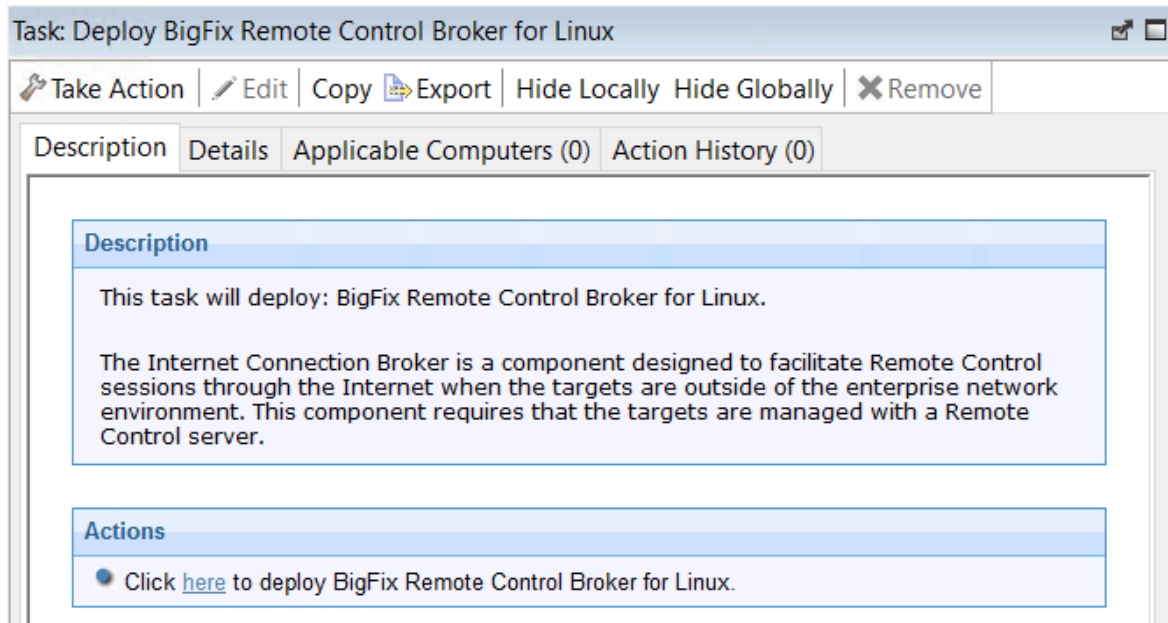 Task: Deploy BigFix Remote Control Broker for Linux
Take Action Edit Copy Export Hide Locally Hide Globally Remove
Description Details Applicable Computers (0) Action History (0)
Description
This task will deploy: BigFix Remote Control Broker for Linux.
The Internet Connection Broker is a component designed to facilitate Remote Control
sessions through the Internet when the targets are outside of the enterprise network
environment. This component requires that the targets are managed with a Remote
Control server.
Actions
Click here to deploy BigFix Remote Control Broker for Linux.